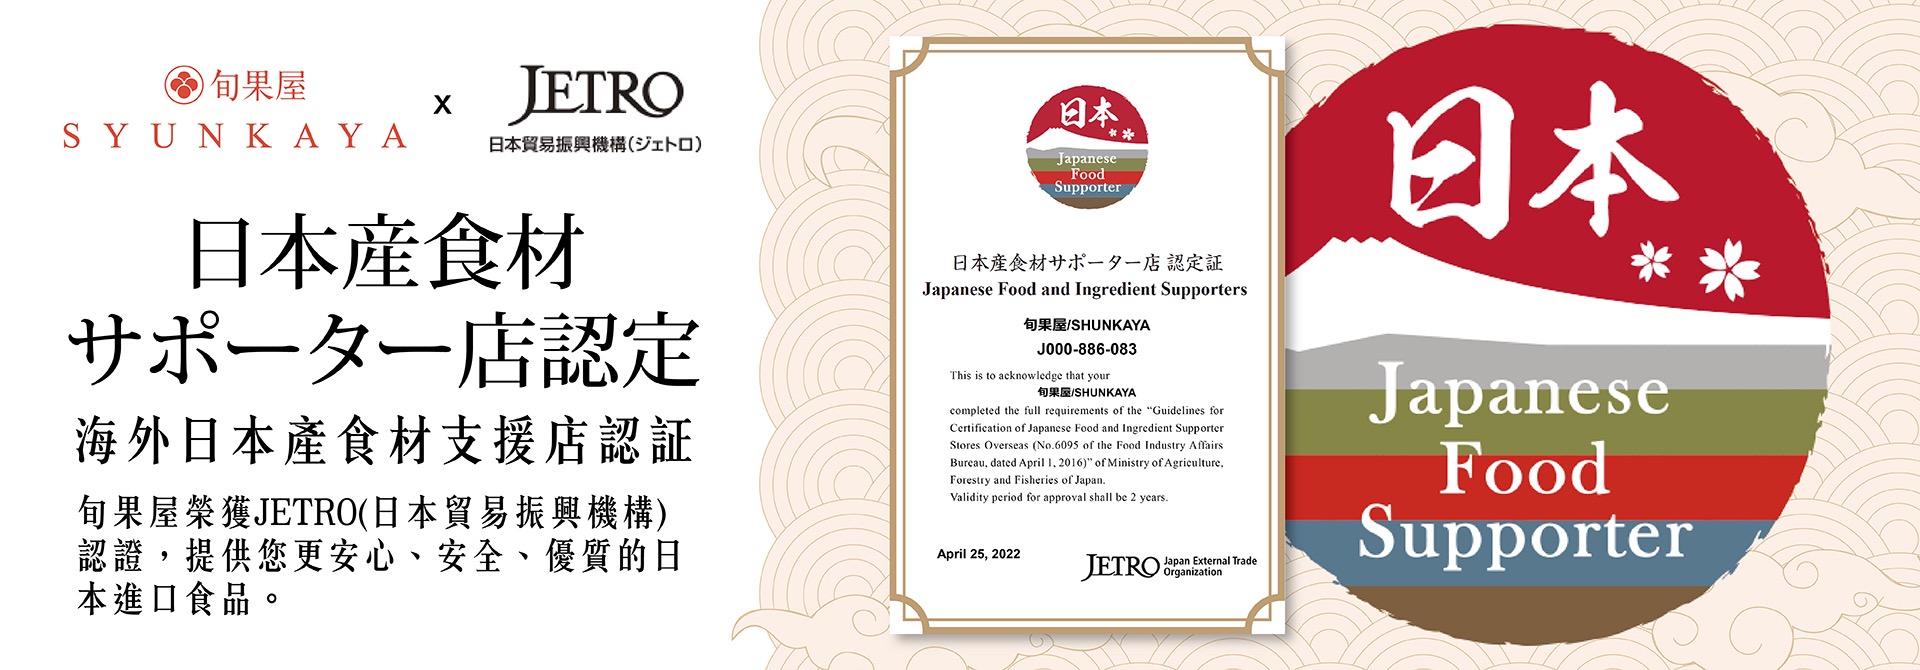 旬果屋
SYUNKAYA
x
JETRO
日本貿易振興機構(ジェトロ)
日本産食材
サポーター店認定
海外日本產食材支援店認証
旬果屋榮獲JETRO(日本貿易振興機構)
認證，提供您更安心、安全、優質的日
本進口食品。
日本
Japanese
Food
Supporter
日本産食材サポーター店 認定証
Japanese Food and Ingredient Supporters
旬果屋/SHUNKAYA
J000-886-083
This is to acknowledge that your
旬果屋/SHUNKAYA
completed the full requirements of the “Guidelines for
Certification of Japanese Food and Ingredient Supporter
Stores Overseas (No.6095 of the Food Industry Affairs
Bureau, dated April 1, 2016)” of Ministry of Agriculture,
Forestry and Fisheries of Japan.
Validity period for approval shall be 2 years.
April 25, 2022
JETRO Japan External Trade
Organization
日本
Japanese
Food
Supporter